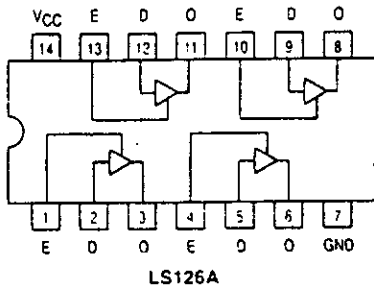 VCC E D O E D O
14 13 12 11 10 9 8
1 2 3 4 5 6 7
E D O E D O GND
LS126A